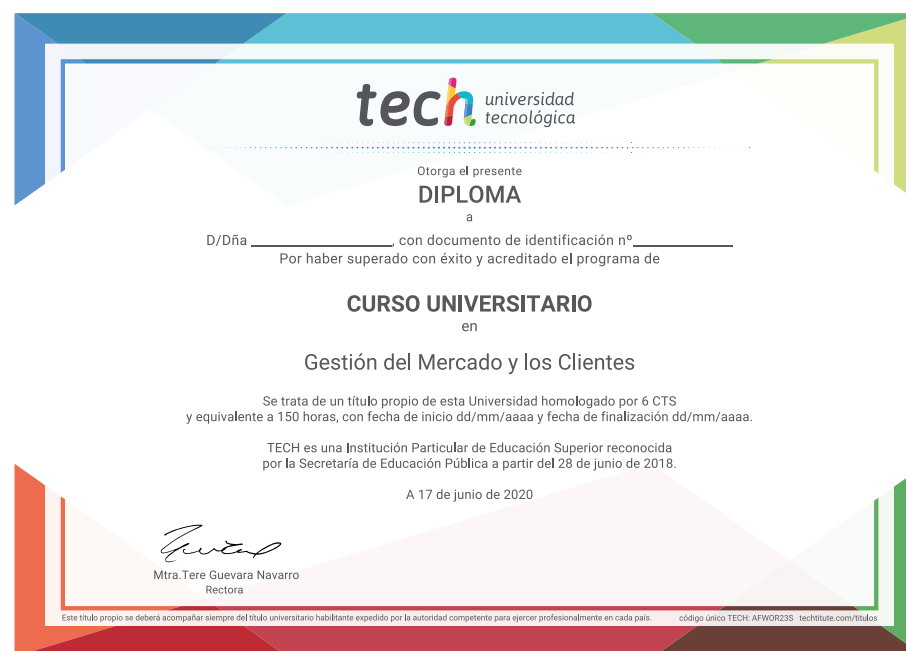 tech universidad
tecnológica
Otorga el presente
DIPLOMA
a
D/Dña ____________________, con documento de identificación nº______________
Por haber superado con éxito y acreditado el programa de
CURSO UNIVERSITARIO
en
Gestión del Mercado y los Clientes
Se trata de un título propio de esta Universidad homologado por 6 CTS
y equivalente a 150 horas, con fecha de inicio dd/mm/aaaa y fecha de finalización dd/mm/aaaa.
TECH es una Institución Particular de Educación Superior reconocida
por la Secretaría de Educación Pública a partir del 28 de junio de 2018.
A 17 de junio de 2020
Mtra.Tere Guevara Navarro
Rectora
Este título propio se deberá acompañar siempre del título universitario habilitante expedido por la autoridad competente para ejercer profesionalmente en cada país. código único TECH: AFWOR23S techtitute.com/titulos